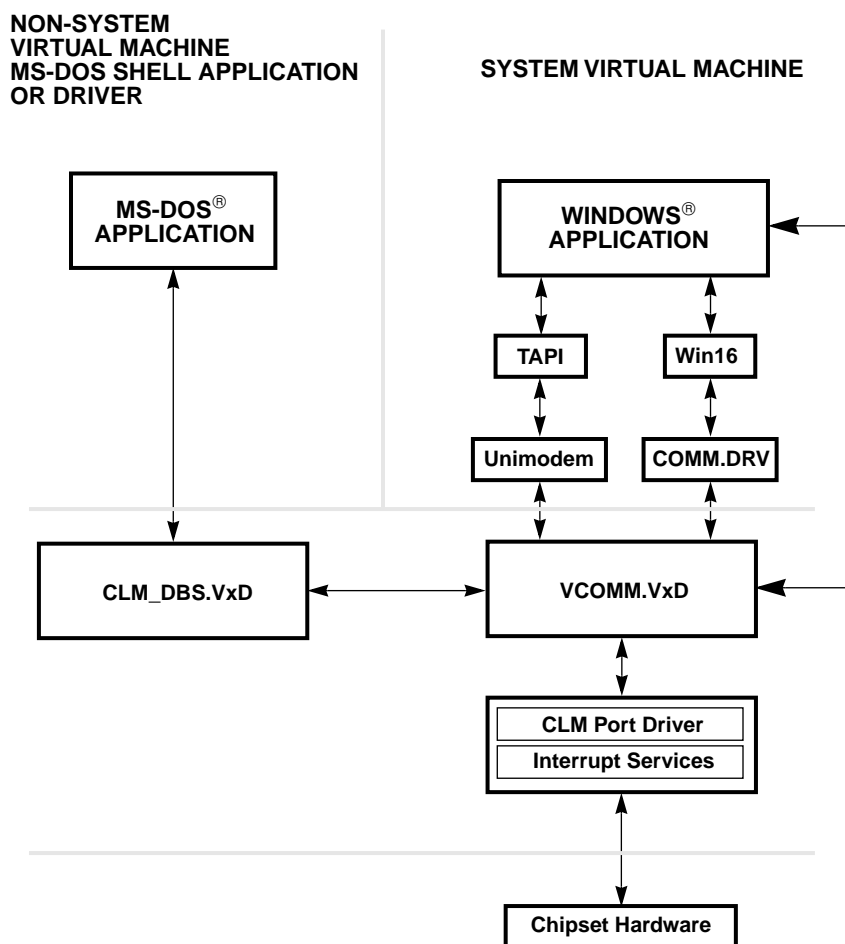 NON-SYSTEM
VIRTUAL MACHINE
MS-DOS SHELL APPLICATION
OR DRIVER
SYSTEM VIRTUAL MACHINE
MS-DOS®
APPLICATION
WINDOWS®
APPLICATION
TAPI
Win16
Unimodem
COMM.DRV
CLM_DBS.VxD
VCOMM.VxD
CLM Port Driver
Interrupt Services
Chipset Hardware